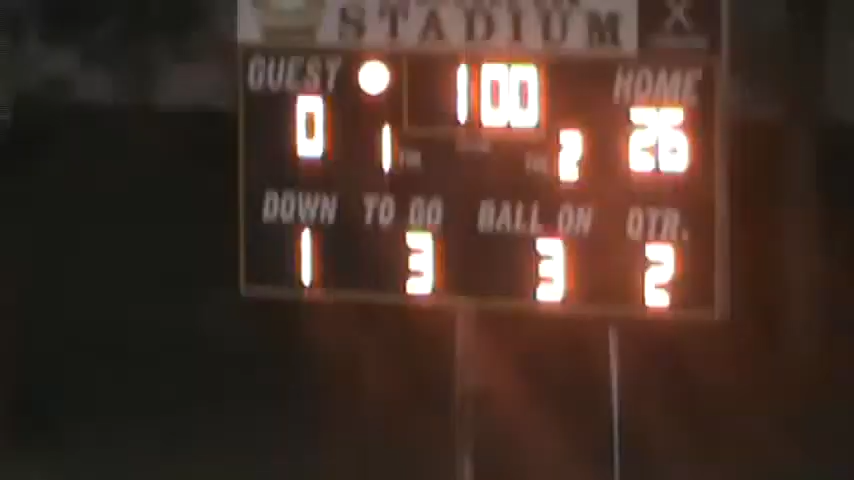 STADIUM
GUEST 1 00 HOME
0 1 2 26
DOWN TO GO BALL ON QTR.
1 3 3 2